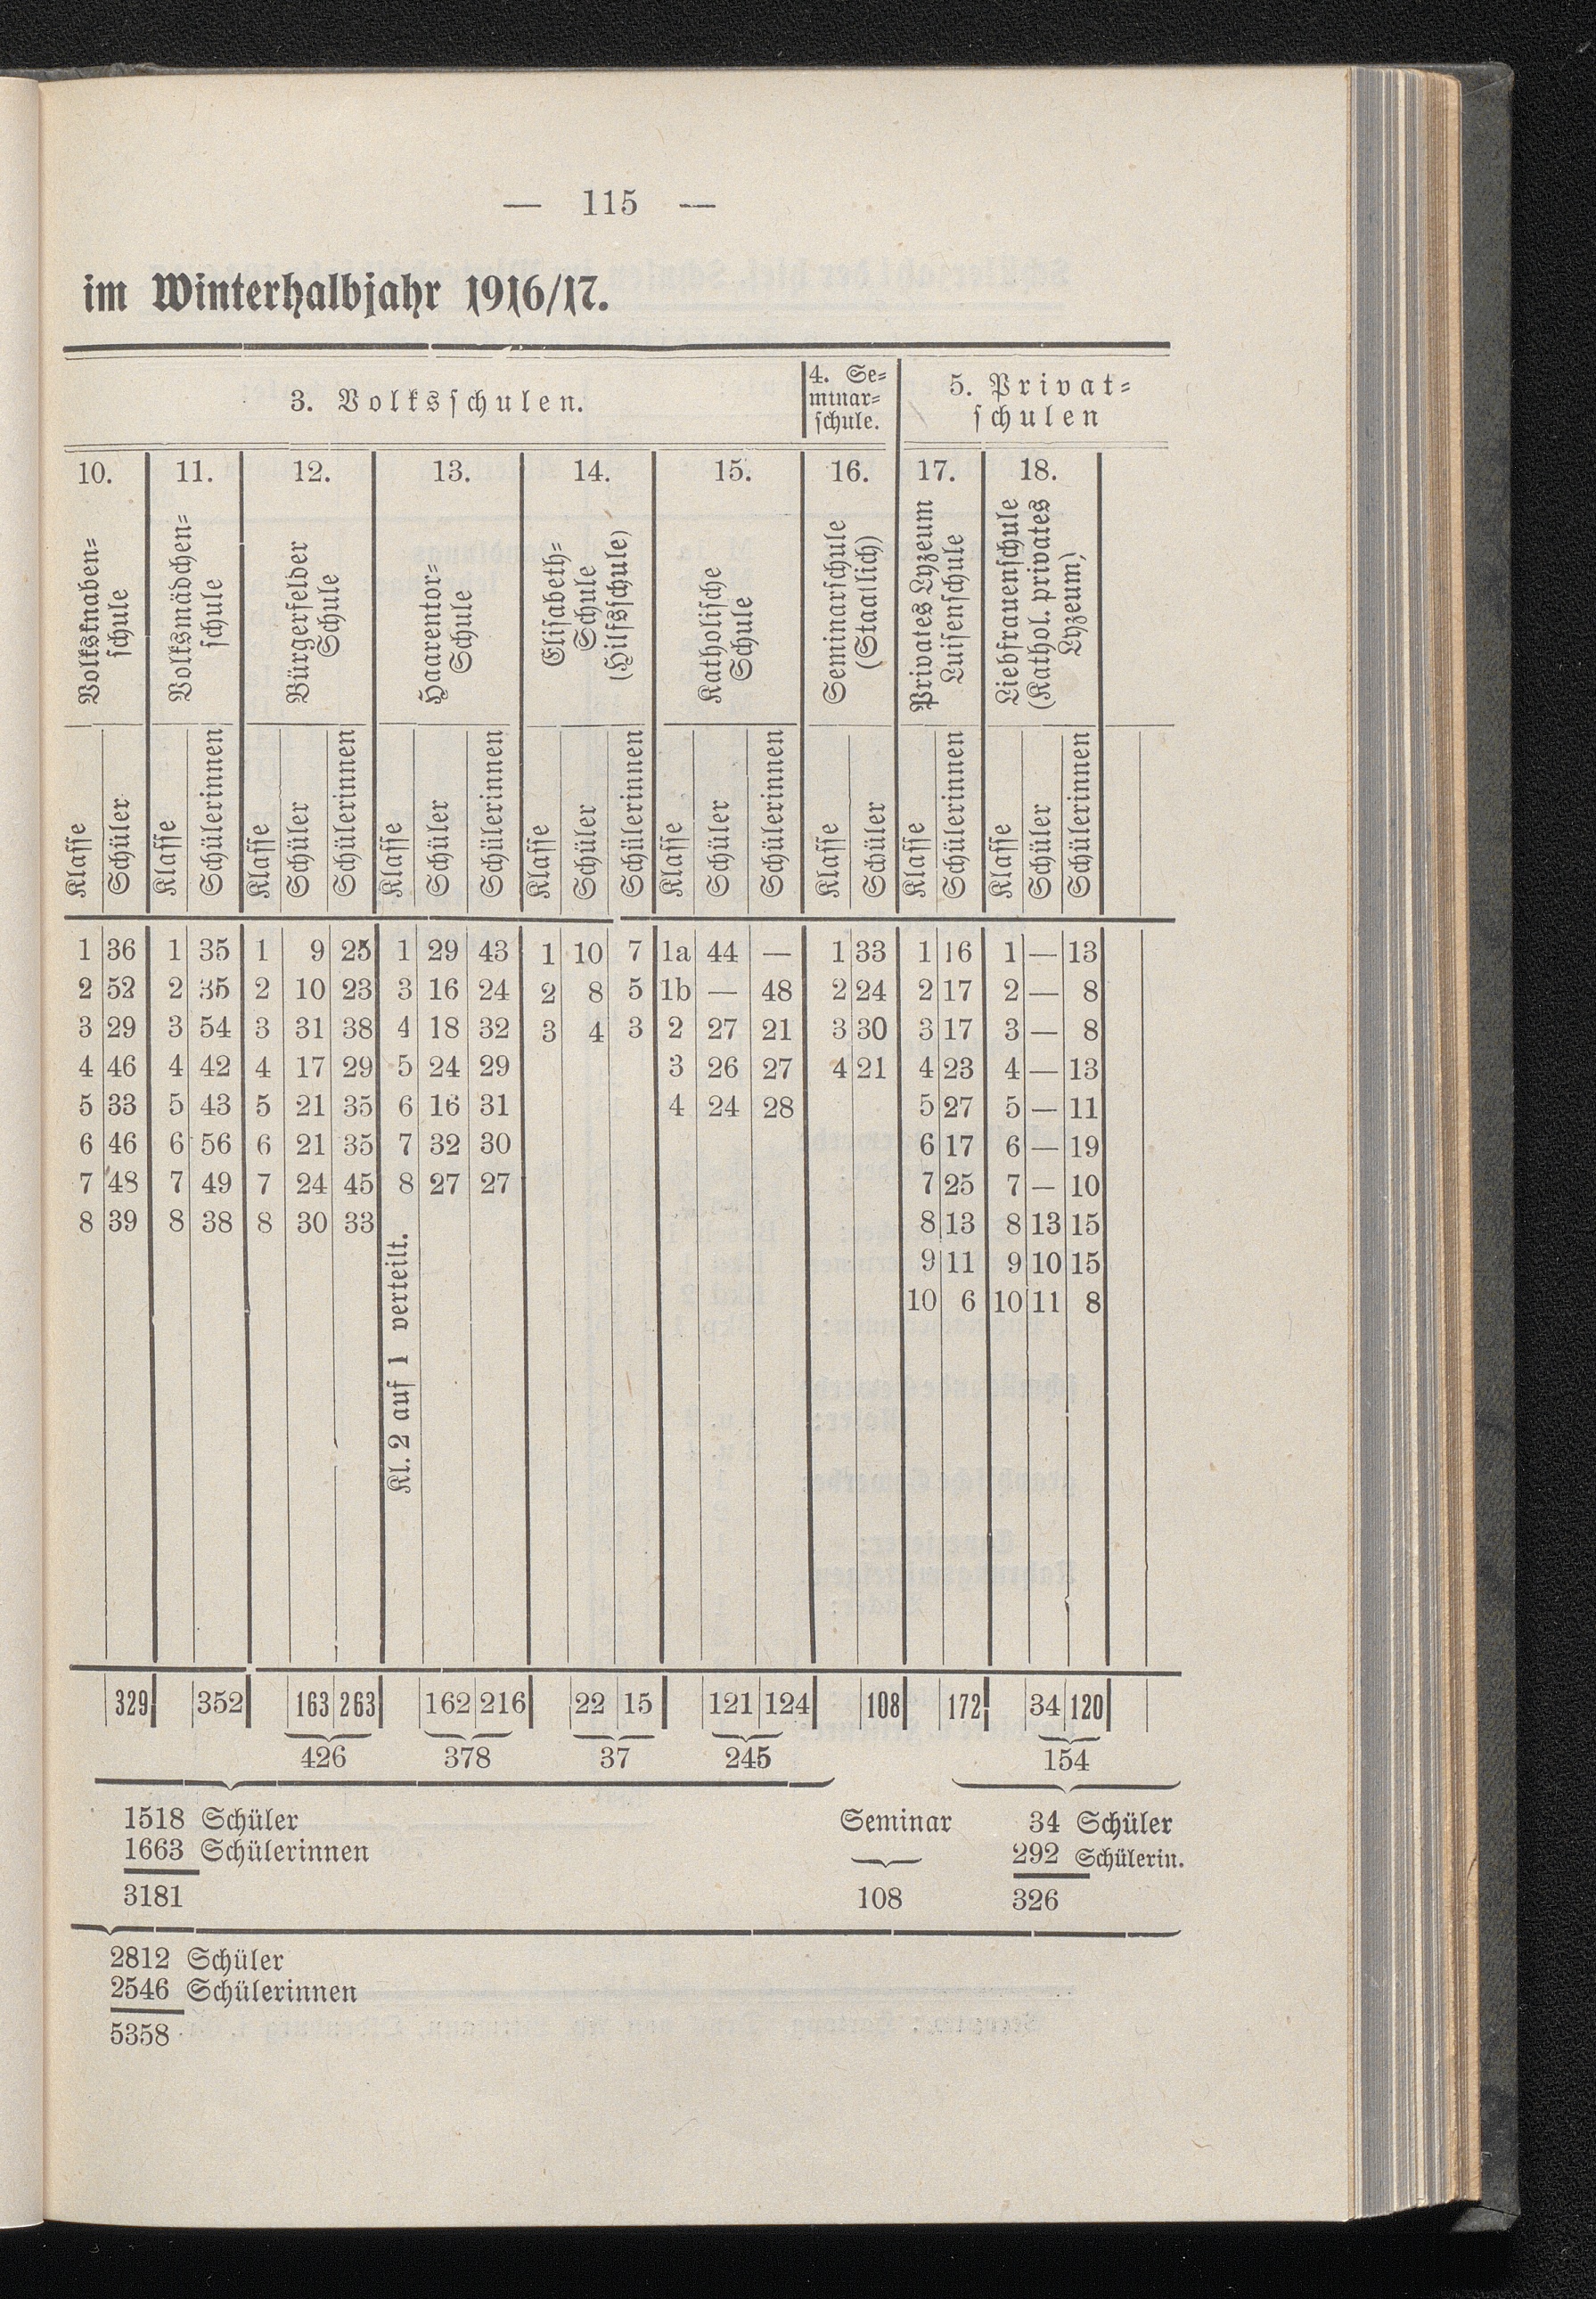 — 115 —
im Winterhalbjahr 1916/17.
3. Volksschulen.
4. Se-
minar-
schule.
5. Privat-
schulen
10. 11. 12. 13. 14. 15. 16. 17. 18.
Volksknaben-
schule
Volksmädchen-
schule
Bürgerfelder
Schule
Haarentor-
Schule
Elisabeth-
Schule
(Hilfsschule)
Katholische
Schule
Seminarschule
(Staatlich)
Privates Lyzeum
Luisenschule
Liebfrauenschule
(Kathol. privates
Lyzeum)
Klasse Schüler Klasse Schülerinnen Klasse Schüler Schülerinnen Klasse Schüler Schülerinnen Klasse Schüler Schülerinnen Klasse Schüler Schülerinnen Klasse Schüler Klasse Schülerinnen Klasse Schüler Schülerinnen
1 36 1 35 1 9 25 1 29 43 1 10 7 1a 44 — 1 33 1 16 1 — 13
2 52 2 35 2 10 23 3 16 24 2 8 5 1b — 48 2 24 2 17 2 — 8
3 29 3 54 3 31 38 4 18 32 3 4 3 2 27 21 3 30 3 17 3 — 8
4 46 4 42 4 17 29 5 24 29 3 26 27 4 21 4 23 4 — 13
5 33 5 43 5 21 35 6 16 31 4 24 28 5 27 5 — 11
6 46 6 56 6 21 35 7 32 30 6 17 6 — 19
7 48 7 49 7 24 45 8 27 27 7 25 7 — 10
8 39 8 38 8 30 33 8 13 8 13 15
9 11 9 10 15
10 6 10 11 8
Kl. 2 auf 1 verteilt.
329 352 163 263 162 216 22 15 121 124 108 172 34 120
426 378 37 245 154
1518 Schüler Seminar 34 Schüler
1663 Schülerinnen 292 Schülerin.
3181 108 326
2812 Schüler
2546 Schülerinnen
5358